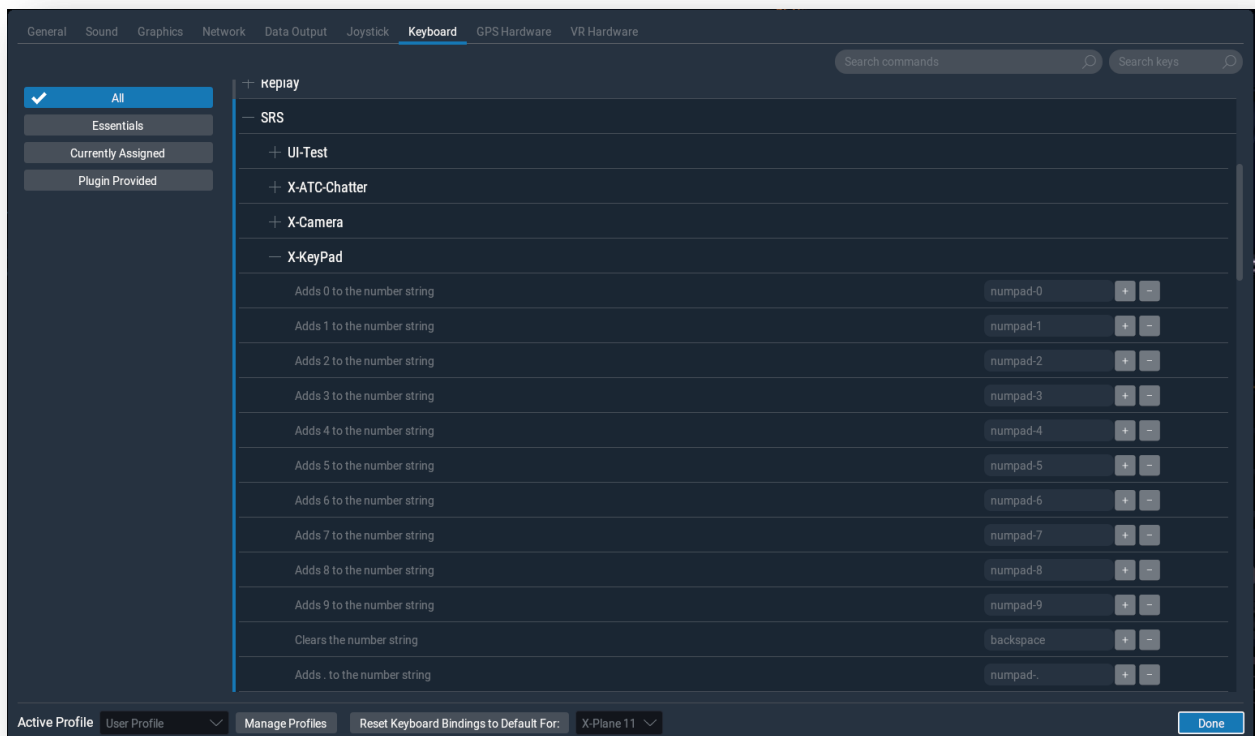 General Sound Graphics Network Data Output Joystick Keyboard GPS Hardware VR Hardware
Search commands Search keys
All
Essentials
Currently Assigned
Plugin Provided
Replay
SRS
UI-Test
X-ATC-Chatter
X-Camera
X-KeyPad
Adds 0 to the number string numpad-0 + -
Adds 1 to the number string numpad-1 + -
Adds 2 to the number string numpad-2 + -
Adds 3 to the number string numpad-3 + -
Adds 4 to the number string numpad-4 + -
Adds 5 to the number string numpad-5 + -
Adds 6 to the number string numpad-6 + -
Adds 7 to the number string numpad-7 + -
Adds 8 to the number string numpad-8 + -
Adds 9 to the number string numpad-9 + -
Clears the number string backspace + -
Adds . to the number string numpad-. + -
Active Profile User Profile Manage Profiles Reset Keyboard Bindings to Default For: X-Plane 11 Done